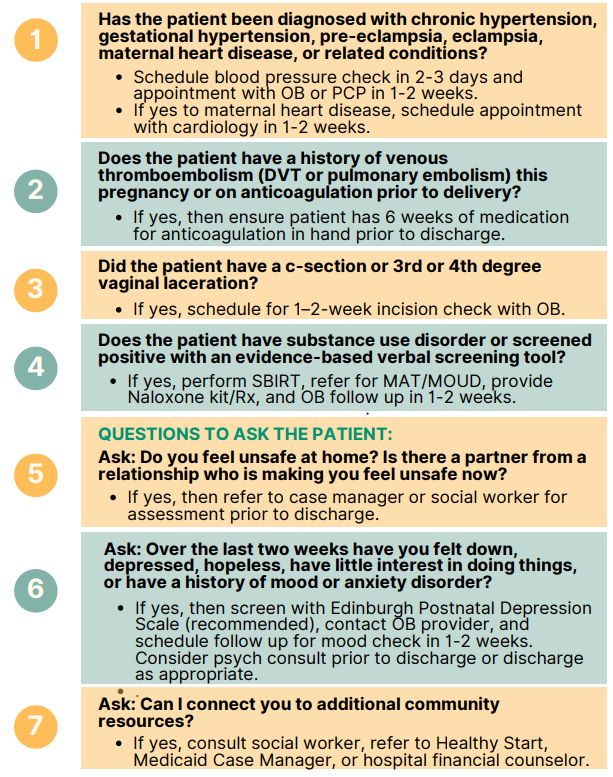 1
Has the patient been diagnosed with chronic hypertension,
gestational hypertension, pre-eclampsia, eclampsia,
maternal heart disease, or related conditions?
• Schedule blood pressure check in 2-3 days and
appointment with OB or PCP in 1-2 weeks.
• If yes to maternal heart disease, schedule appointment
with cardiology in 1-2 weeks.
2
Does the patient have a history of venous
thromboembolism (DVT or pulmonary embolism) this
pregnancy or on anticoagulation prior to delivery?
• If yes, then ensure patient has 6 weeks of medication
for anticoagulation in hand prior to discharge.
3
Did the patient have a c-section or 3rd or 4th degree
vaginal laceration?
• If yes, schedule for 1–2-week incision check with OB.
4
Does the patient have substance use disorder or screened
positive with an evidence-based verbal screening tool?
• If yes, perform SBIRT, refer for MAT/MOUD, provide
Naloxone kit/Rx, and OB follow up in 1-2 weeks.
QUESTIONS TO ASK THE PATIENT:
5
Ask: Do you feel unsafe at home? Is there a partner from a
relationship who is making you feel unsafe now?
• If yes, then refer to case manager or social worker for
assessment prior to discharge.
6
Ask: Over the last two weeks have you felt down,
depressed, hopeless, have little interest in doing things,
or have a history of mood or anxiety disorder?
• If yes, then screen with Edinburgh Postnatal Depression
Scale (recommended), contact OB provider, and
schedule follow up for mood check in 1-2 weeks.
Consider psych consult prior to discharge or discharge
as appropriate.
7
Ask: Can I connect you to additional community
resources?
• If yes, consult social worker, refer to Healthy Start,
Medicaid Case Manager, or hospital financial counselor.